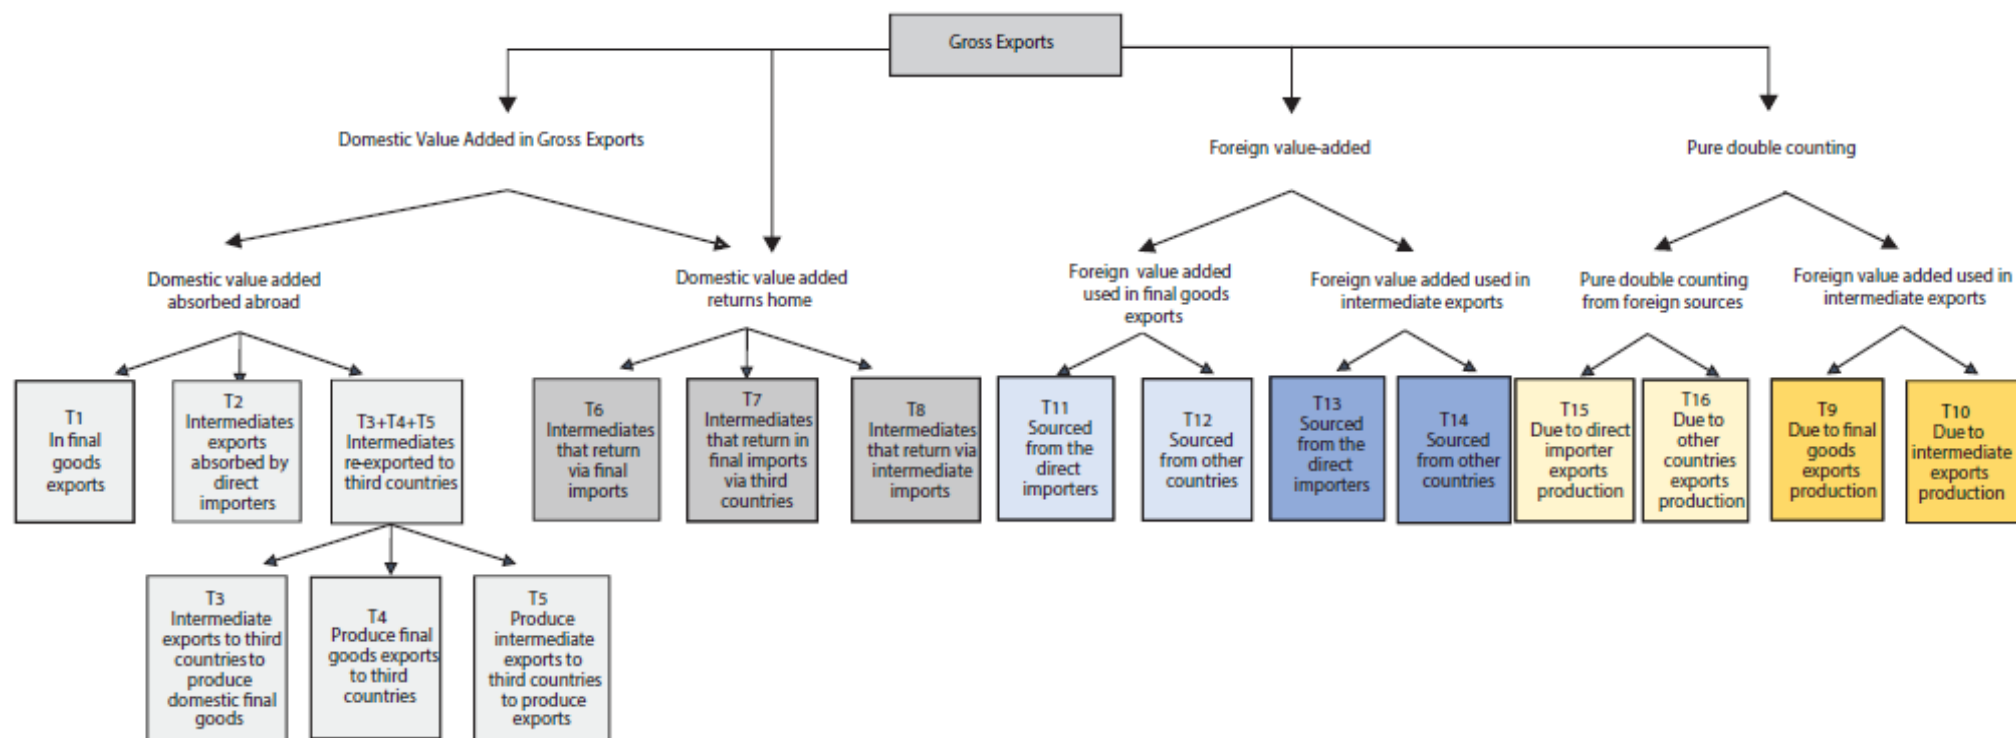 Gross Exports
Domestic Value Added in Gross Exports
Foreign value-added
Pure double counting
Domestic value added
absorbed abroad
Domestic value added
returns home
Foreign value added
used in final goods
exports
Foreign value added used in
intermediate exports
Pure double counting
from foreign sources
Foreign value added used in
intermediate exports
T1
In final
goods
exports
T2
Intermediates
exports
absorbed by
direct
importers
T3+T4+T5
Intermediates
re-exported to
third countries
T6
Intermediates
that return
via final
imports
T7
Intermediates
that return in
final imports
via third
countries
T8
Intermediates
that return via
intermediate
imports
T11
Sourced
from the
direct
importers
T12
Sourced
from other
countries
T13
Sourced
from the
direct
importers
T14
Sourced
from other
countries
T15
Due to direct
importer
exports
production
T16
Due to
other
countries
exports
production
T9
Due to final
goods
exports
production
T10
Due to
intermediate
exports
production
T3
Intermediate
exports to third
countries to
produce
domestic final
goods
T4
Produce final
goods exports
to third
countries
T5
Produce
intermediate
exports to
third countries
to produce
exports